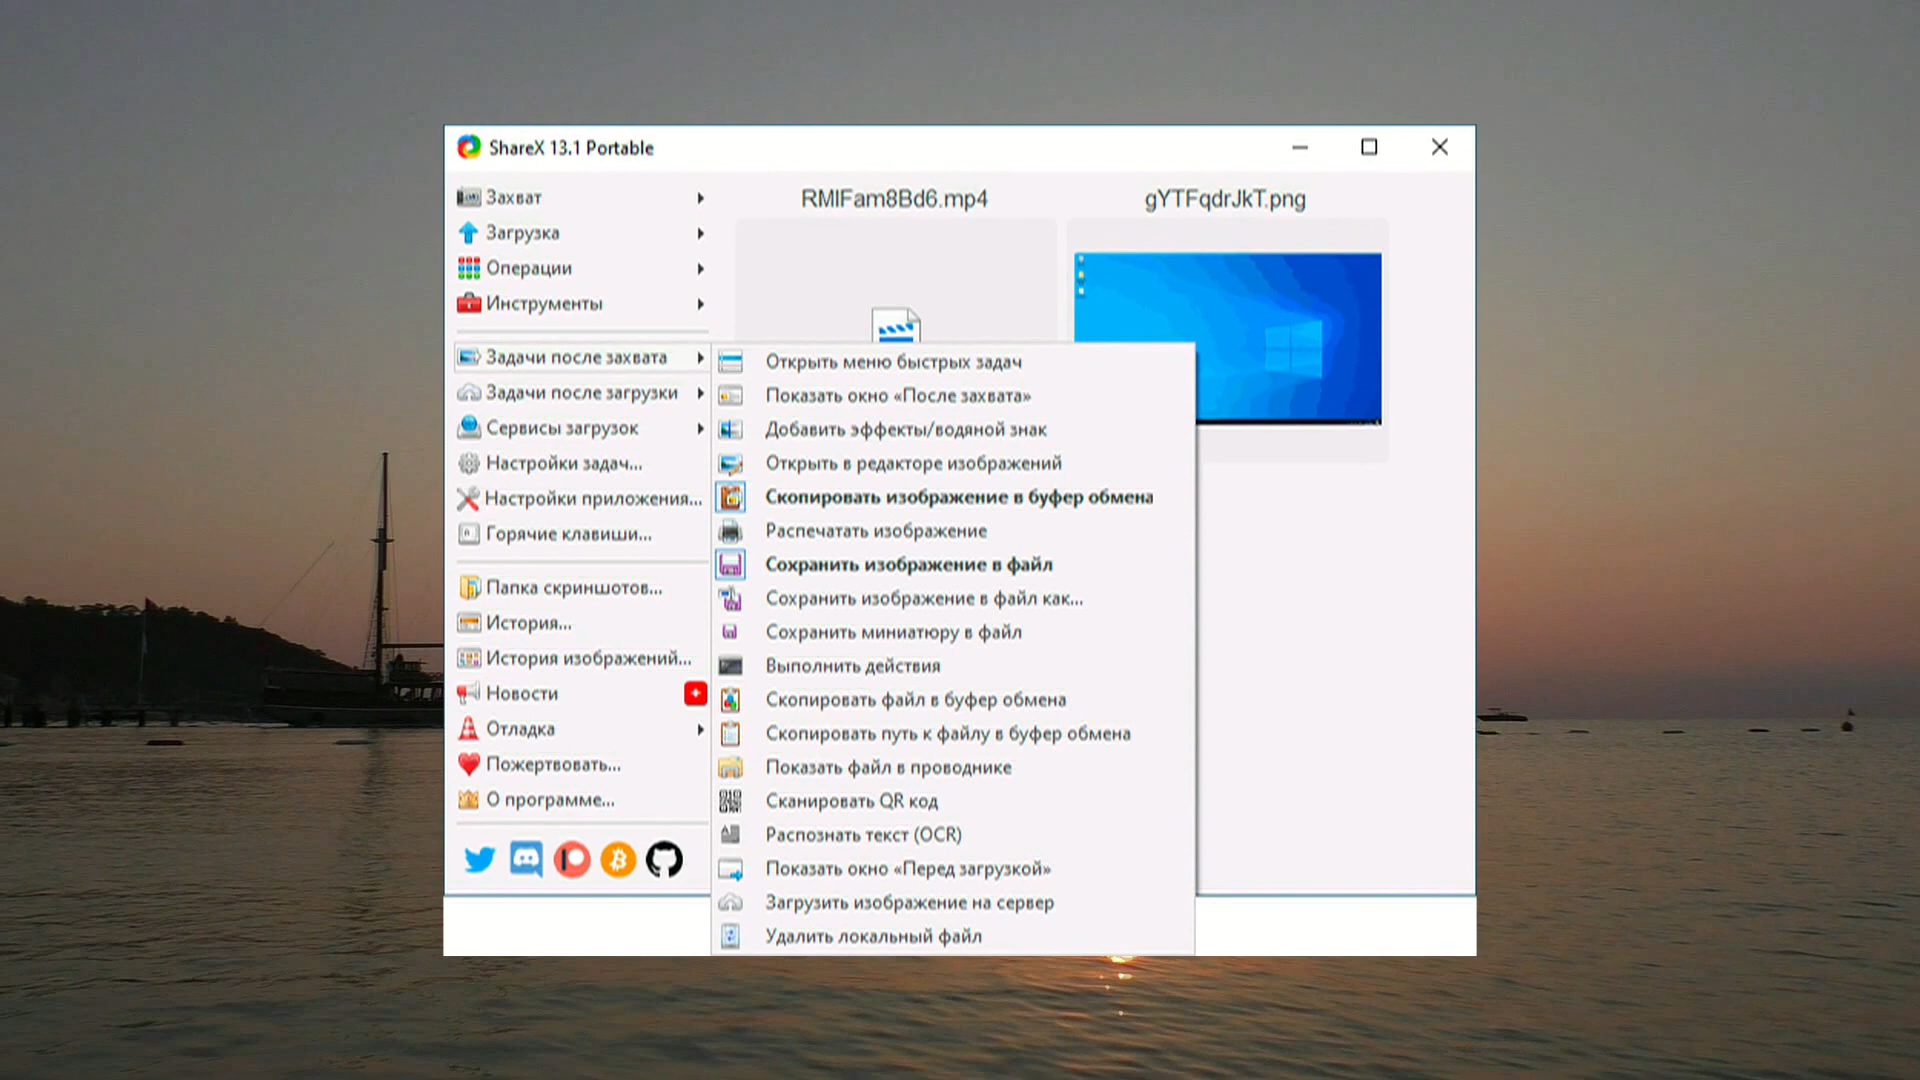 ShareX 13.1 Portable
Захват
Загрузка
Операции
Инструменты
Задачи после захвата
Задачи после загрузки
Сервисы загрузок
Настройки задач...
Настройки приложения...
Горячие клавиши...
Папка скриншотов...
История...
История изображений...
Новости
Отладка
Пожертвовать...
О программе...
RMlFam8Bd6.mp4
gYTFqdrJkT.png
Открыть меню быстрых задач
Показать окно «После захвата»
Добавить эффекты/водяной знак
Открыть в редакторе изображений
Скопировать изображение в буфер обмена
Распечатать изображение
Сохранить изображение в файл
Сохранить изображение в файл как...
Сохранить миниатюру в файл
Выполнить действия
Скопировать файл в буфер обмена
Скопировать путь к файлу в буфер обмена
Показать файл в проводнике
Сканировать QR код
Распознать текст (OCR)
Показать окно «Перед загрузкой»
Загрузить изображение на сервер
Удалить локальный файл